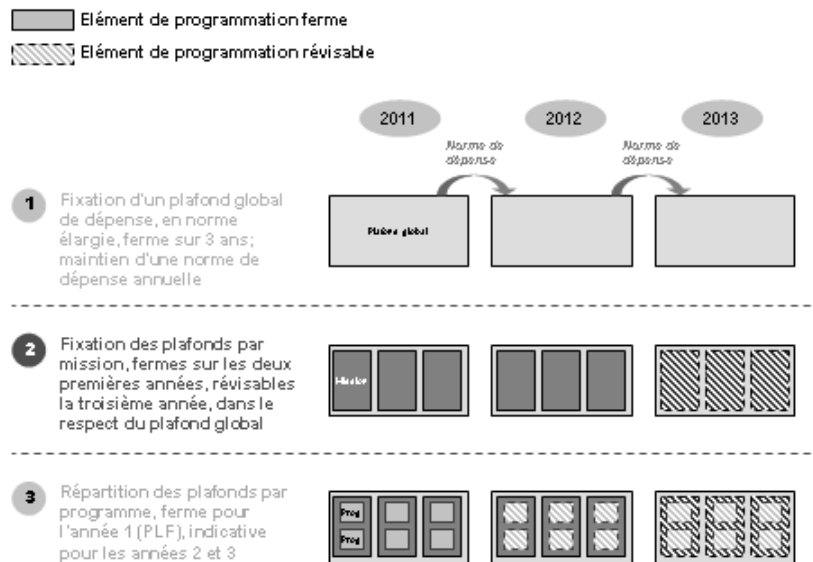 Elément de programmation ferme
Elément de programmation révisable
2011
2012
2013
Norme de
dépense
Norme de
dépense
1
Fixation d'un plafond global
de dépense, en norme
élargie, ferme sur 3 ans;
maintien d'une norme de
dépense annuelle
Plafond global
2
Fixation des plafonds par
mission, fermes sur les deux
premières années, révisables
la troisième année, dans le
respect du plafond global
Mission
3
Répartition des plafonds par
programme, ferme pour
l'année 1 (PLF), indicative
pour les années 2 et 3
Prog
Prog